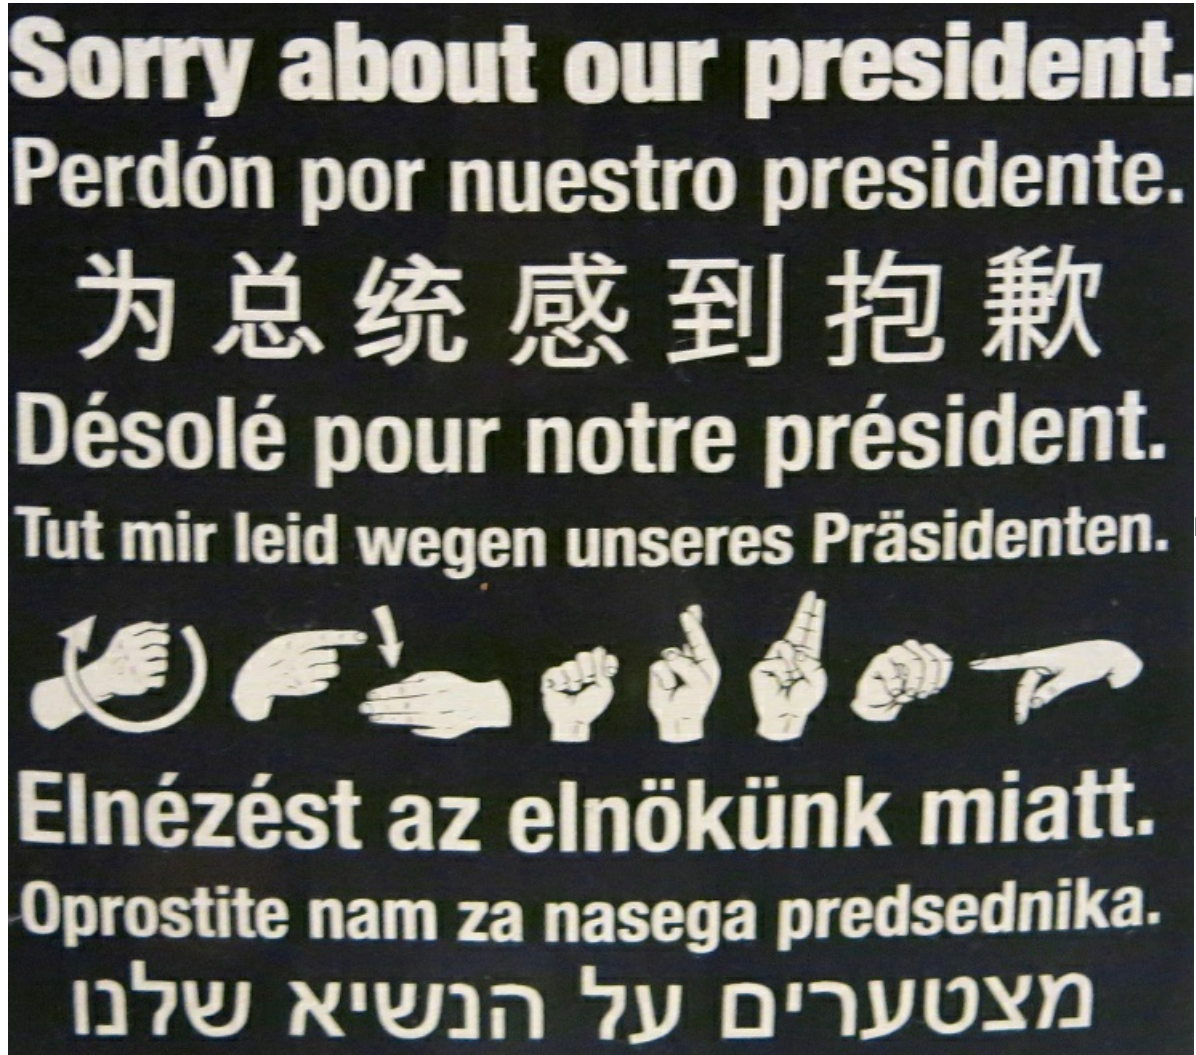 Sorry about our president.
Perdón por nuestro presidente.
为总统感到抱歉
Désolé pour notre président.
Tut mir leid wegen unseres Präsidenten.
Elnézést az elnökünk miatt.
Oprostite nam za nasega predsednika.
מצטערים על הנשיא שלנו